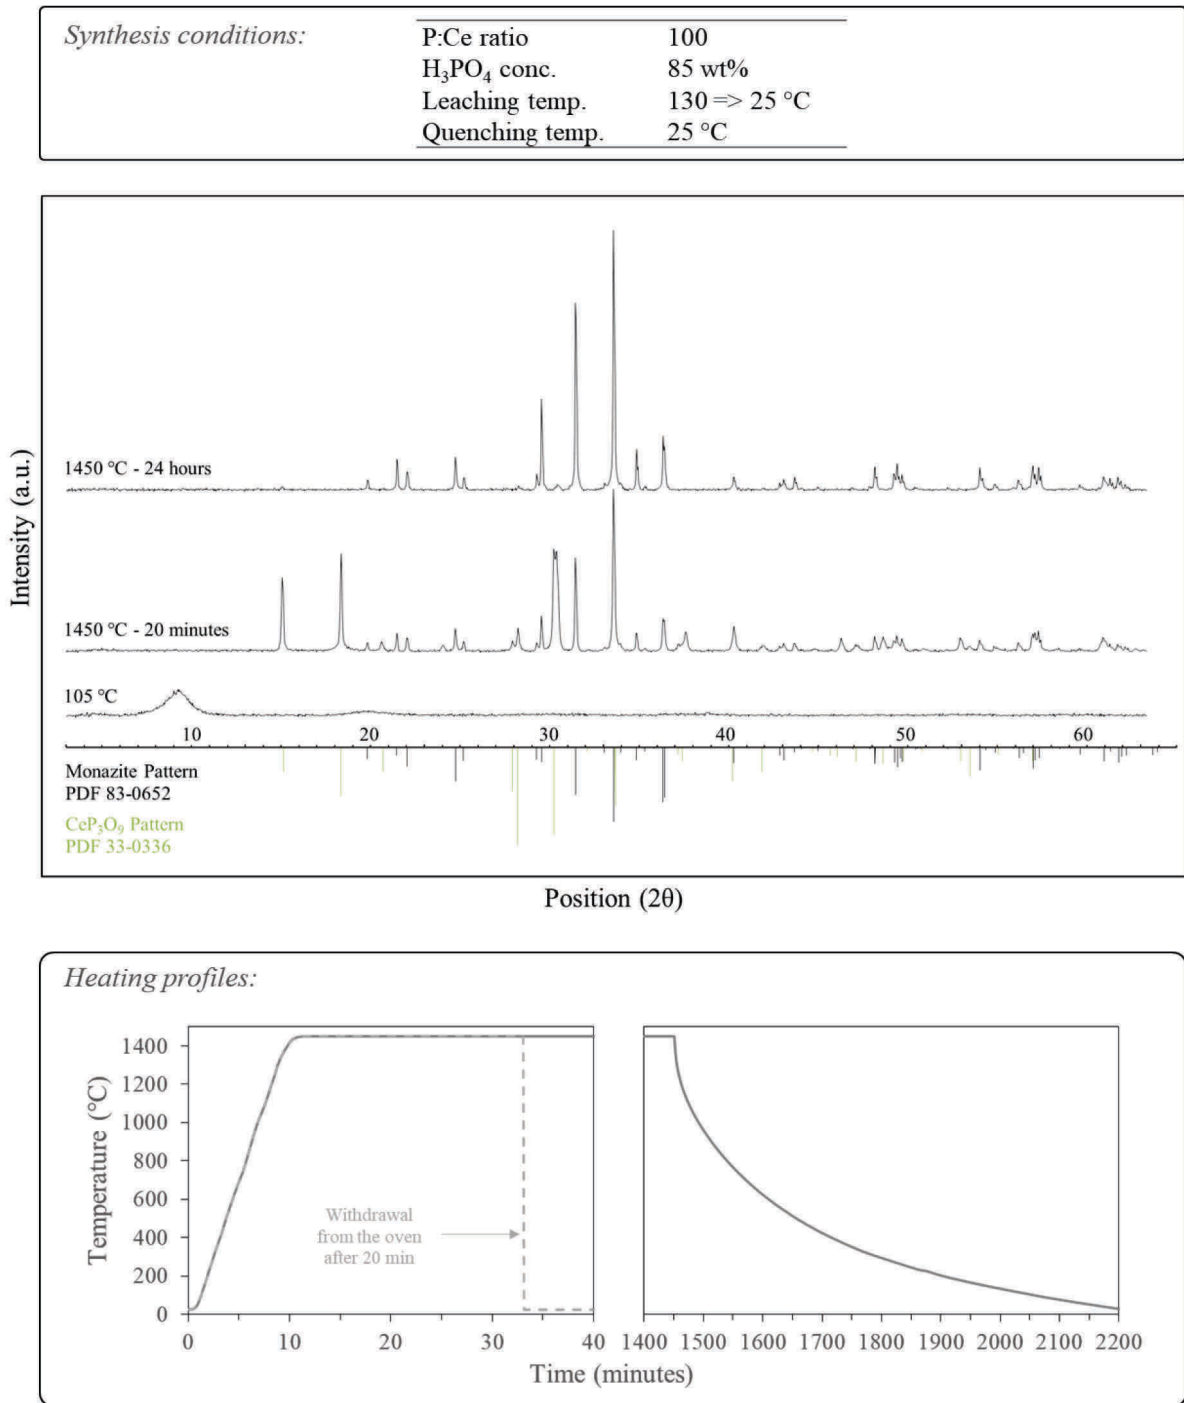 Synthesis conditions:
P:Ce ratio 100
H₃PO₄ conc. 85 wt%
Leaching temp. 130 => 25 °C
Quenching temp. 25 °C
Intensity (a.u.)
1450 °C - 24 hours
1450 °C - 20 minutes
105 °C
10 20 30 40 50 60
Monazite Pattern
PDF 83-0652
CeP₃O₉ Pattern
PDF 33-0336
Position (2θ)
Heating profiles:
Temperature (°C)
1400
1200
1000
800
600
400
200
0
Withdrawal
from the oven
after 20 min
0 10 20 30 40 1400 1500 1600 1700 1800 1900 2000 2100 2200
Time (minutes)